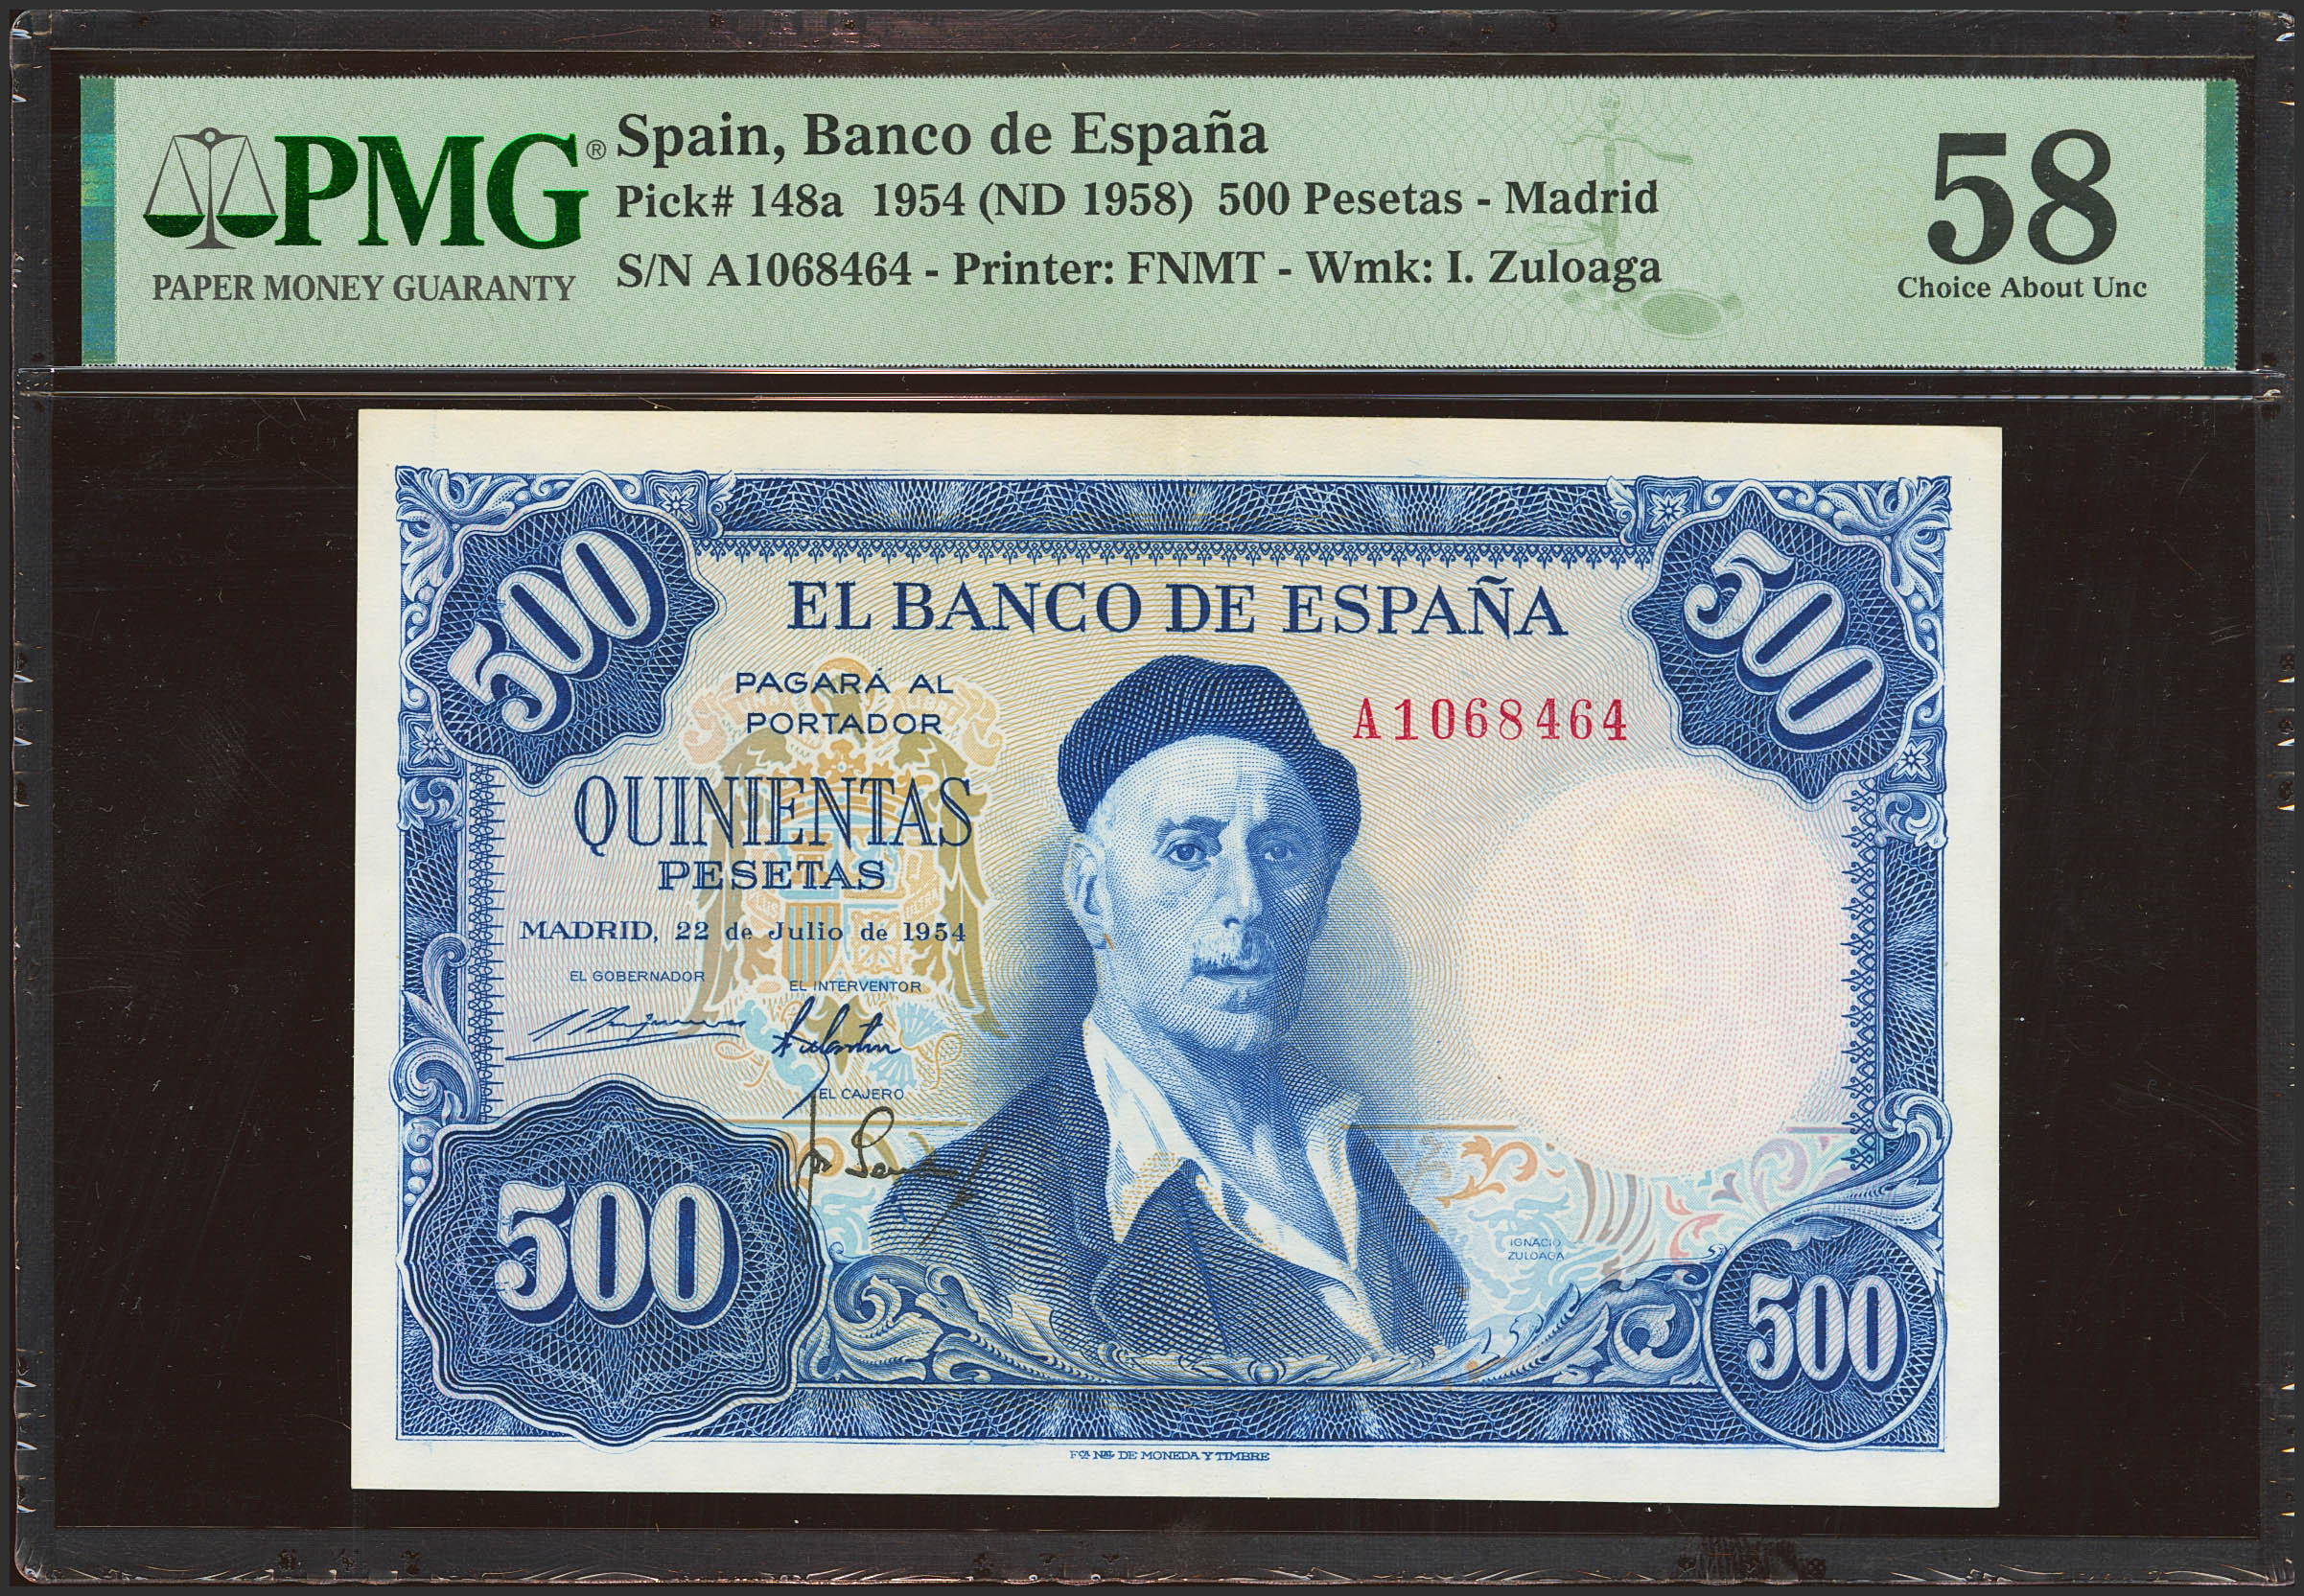 PMG®
PAPER MONEY GUARANTY
Spain, Banco de España
Pick# 148a 1954 (ND 1958) 500 Pesetas - Madrid
S/N A1068464 - Printer: FNMT - Wmk: I. Zuloaga
58
Choice About Unc
500
500
EL BANCO DE ESPAÑA
PAGARÁ AL
PORTADOR
A1068464
QUINIENTAS
PESETAS
MADRID, 22 de Julio de 1954
EL GOBERNADOR
EL INTERVENTOR
EL CAJERO
IGNACIO
ZULOAGA
500
500
FCA. NAL. DE MONEDA Y TIMBRE